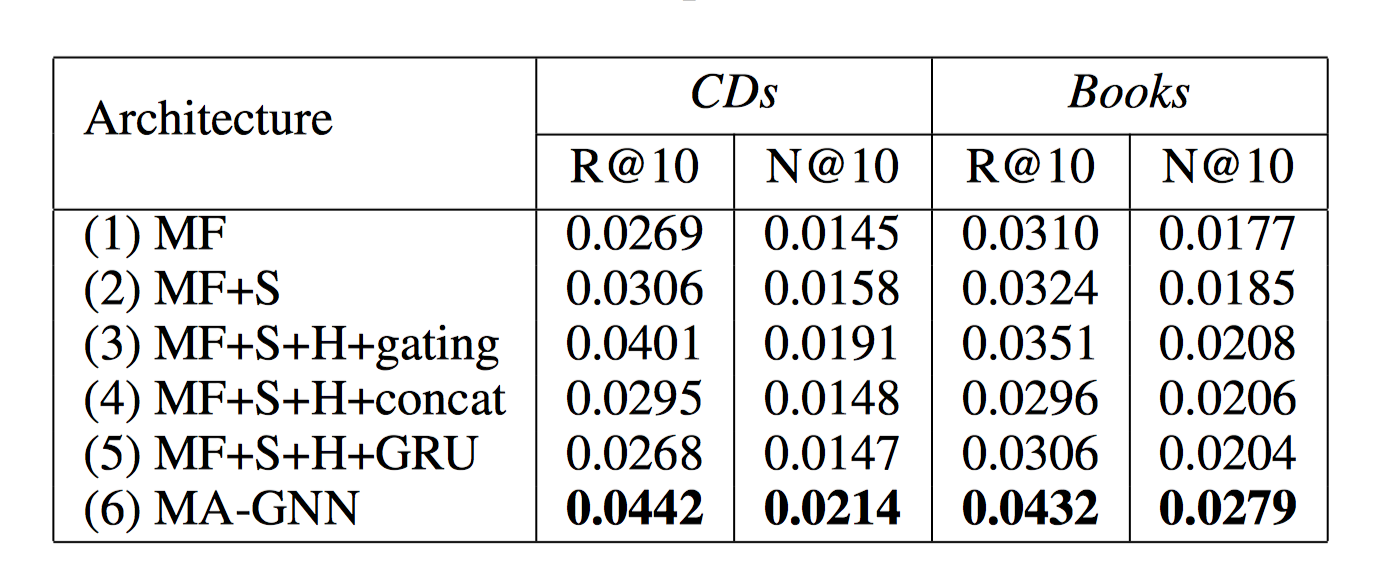 Architecture CDs Books
R@10 N@10 R@10 N@10
(1) MF 0.0269 0.0145 0.0310 0.0177
(2) MF+S 0.0306 0.0158 0.0324 0.0185
(3) MF+S+H+gating 0.0401 0.0191 0.0351 0.0208
(4) MF+S+H+concat 0.0295 0.0148 0.0296 0.0206
(5) MF+S+H+GRU 0.0268 0.0147 0.0306 0.0204
(6) MA-GNN 0.0442 0.0214 0.0432 0.0279